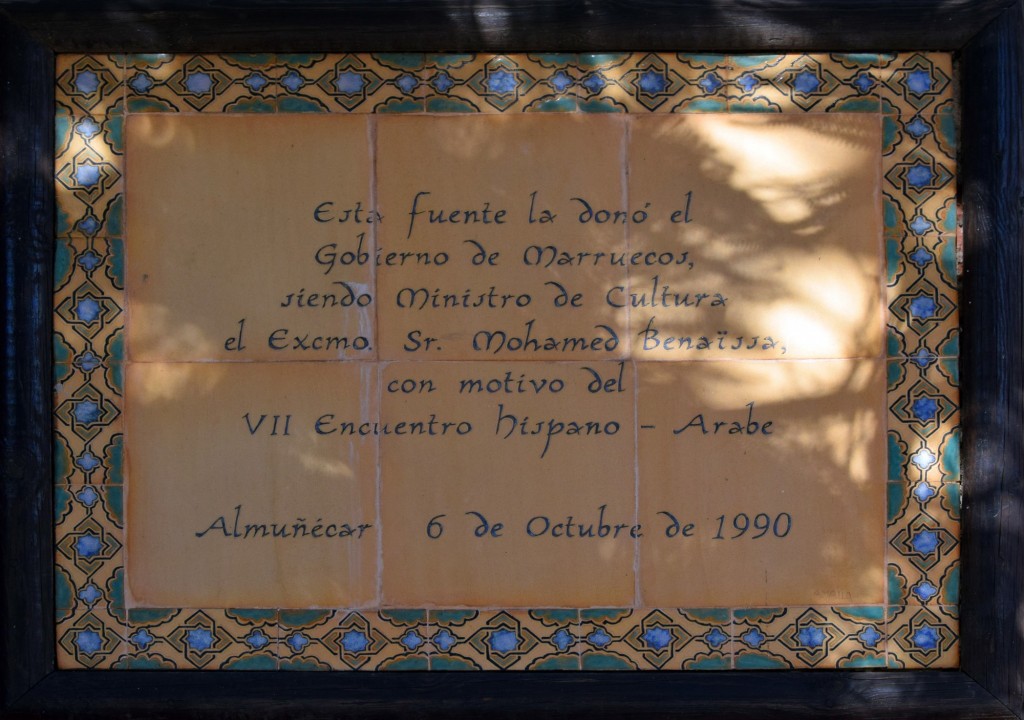 Esta fuente la donó el
Gobierno de Marruecos,
siendo Ministro de Cultura
el Excmo. Sr. Mohamed Benaïssa,
con motivo del
VII Encuentro hispano - Arabe
Almuñécar 6 de Octubre de 1990